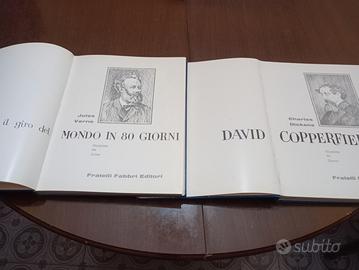 Jules
Verne
il giro del
MONDO IN 80 GIORNI
Fratelli Fabbri Editori
Charles
Dickens
DAVID
COPPERFIE
Fratelli F
subito